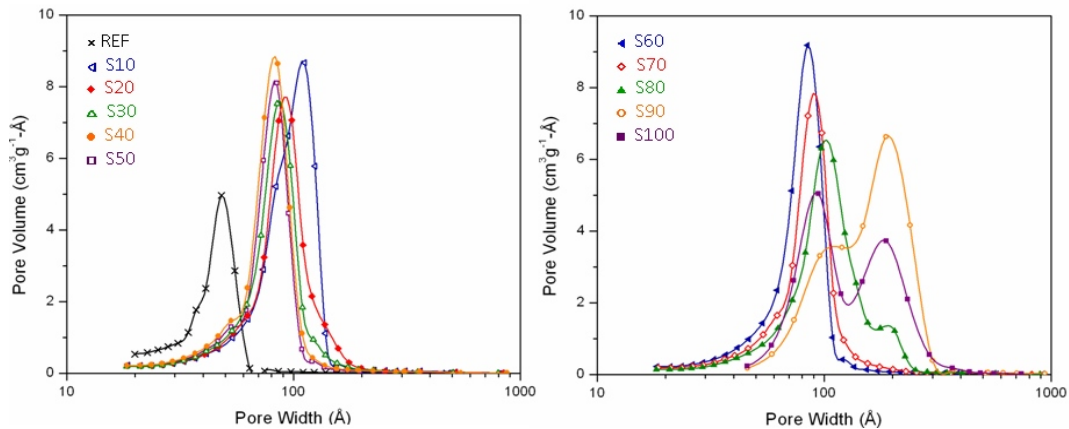 Pore Volume (cm³g⁻¹-Å)
10
8
6
4
2
0
REF
S10
S20
S30
S40
S50
10
100
1000
Pore Width (Å)
Pore Volume (cm³g⁻¹-Å)
10
8
6
4
2
0
S60
S70
S80
S90
S100
10
100
1000
Pore Width (Å)